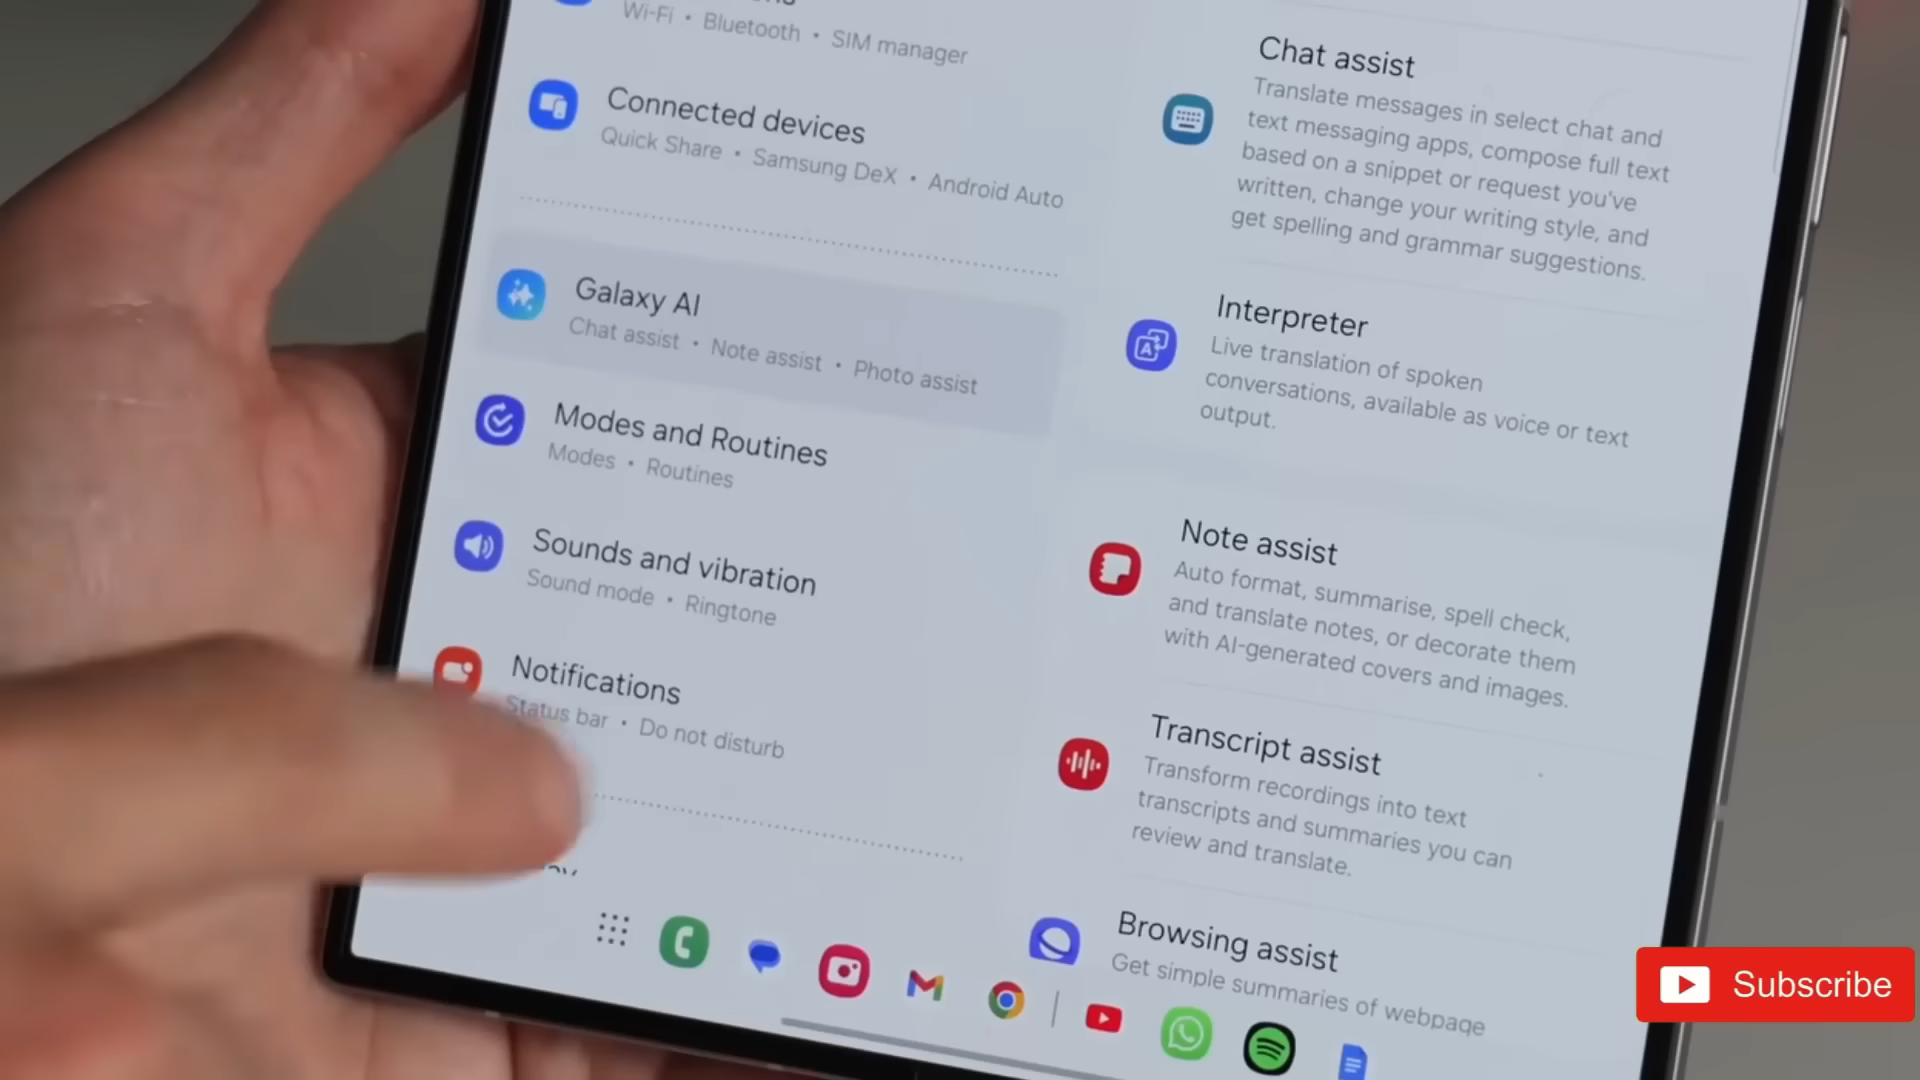 Wi-Fi • Bluetooth • SIM manager
Connected devices
Quick Share • Samsung DeX • Android Auto
Galaxy AI
Chat assist • Note assist • Photo assist
Modes and Routines
Modes • Routines
Sounds and vibration
Sound mode • Ringtone
Notifications
Status bar • Do not disturb
Chat assist
Translate messages in select chat and
text messaging apps, compose full text
based on a snippet or request you've
written, change your writing style, and
get spelling and grammar suggestions.
Interpreter
Live translation of spoken
conversations, available as voice or text
output.
Note assist
Auto format, summarise, spell check,
and translate notes, or decorate them
with AI-generated covers and images.
Transcript assist
Transform recordings into text
transcripts and summaries you can
review and translate.
Browsing assist
Get simple summaries of webpage
Subscribe